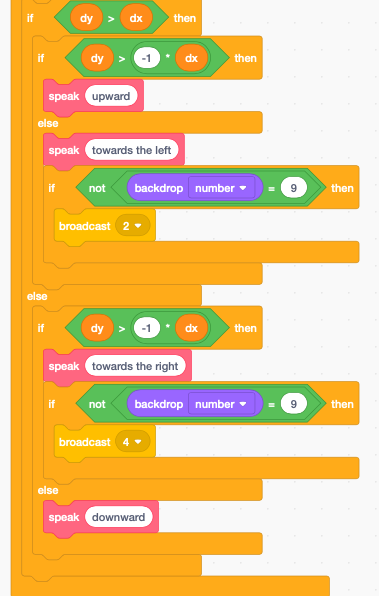 if dy > dx then
if dy > -1 * dx then
speak upward
else
speak towards the left
if not backdrop number = 9 then
broadcast 2
else
if dy > -1 * dx then
speak towards the right
if not backdrop number = 9 then
broadcast 4
else
speak downward